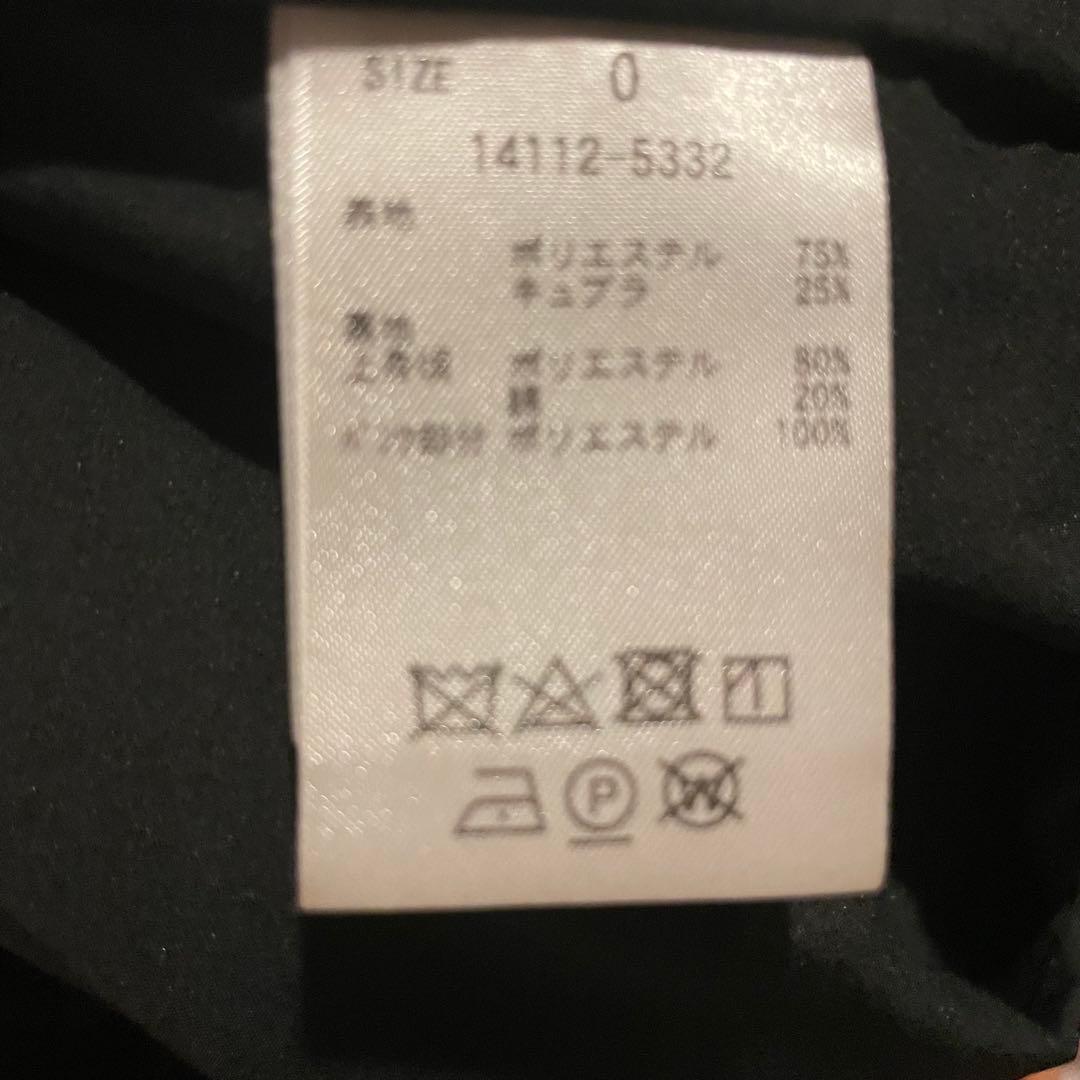 SIZE 0
14112-5332
表地
ポリエステル 75%
キュプラ 25%
裏地
ポリエステル 80%
綿 20%
ポリエステル 100%
P
W